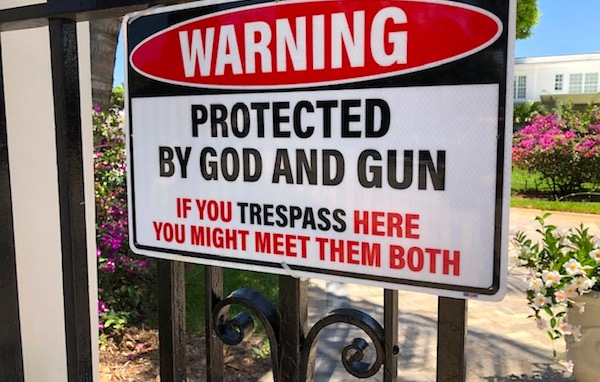 WARNING
PROTECTED
BY GOD AND GUN
IF YOU TRESPASS HERE
YOU MIGHT MEET THEM BOTH